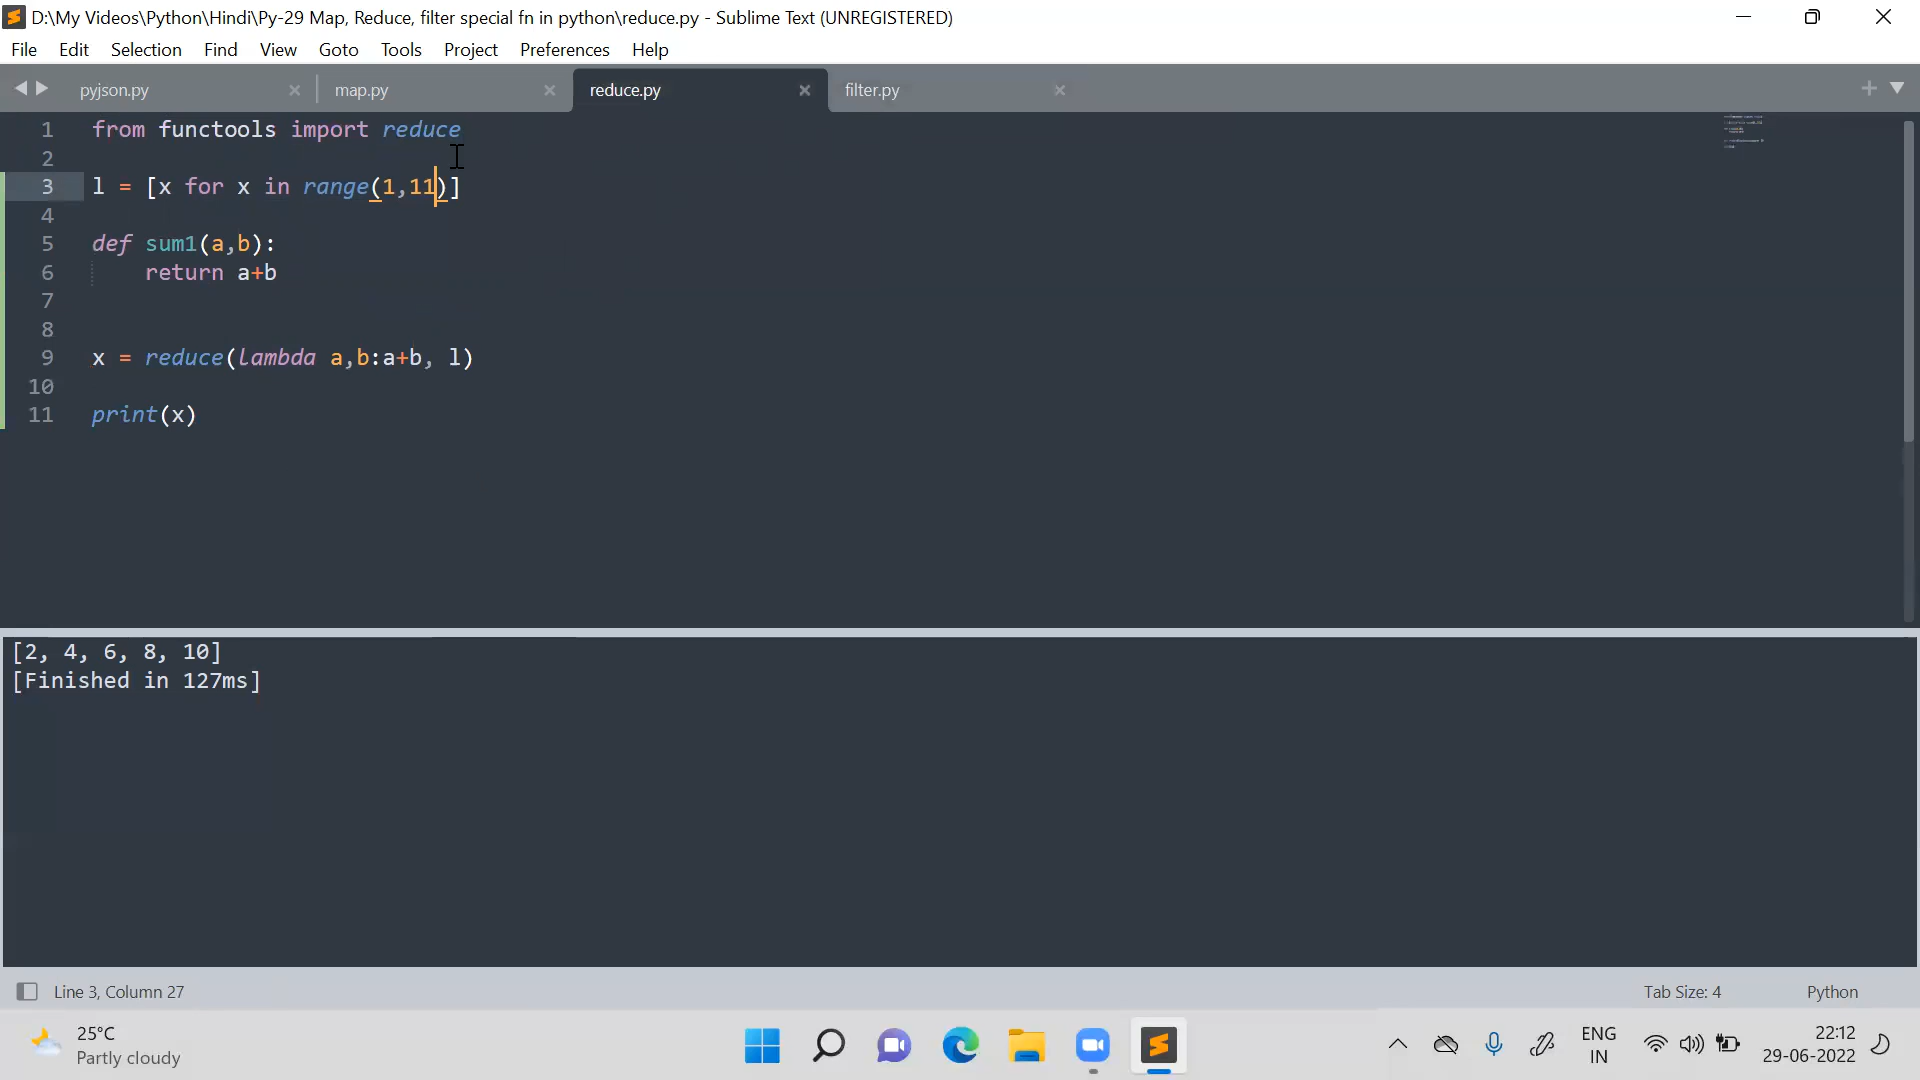 D:\My Videos\Python\Hindi\Py-29 Map, Reduce, filter special fn in python\reduce.py - Sublime Text (UNREGISTERED)
File Edit Selection Find View Goto Tools Project Preferences Help
pyjson.py map.py reduce.py filter.py
1 from functools import reduce
2
3 l = [x for x in range(1,11)]
4
5 def sum1(a,b):
6 return a+b
7
8
9 x = reduce(lambda a,b:a+b, l)
10
11 print(x)
[2, 4, 6, 8, 10]
[Finished in 127ms]
Line 3, Column 27 Tab Size: 4 Python
25°C
Partly cloudy
ENG
IN
22:12
29-06-2022